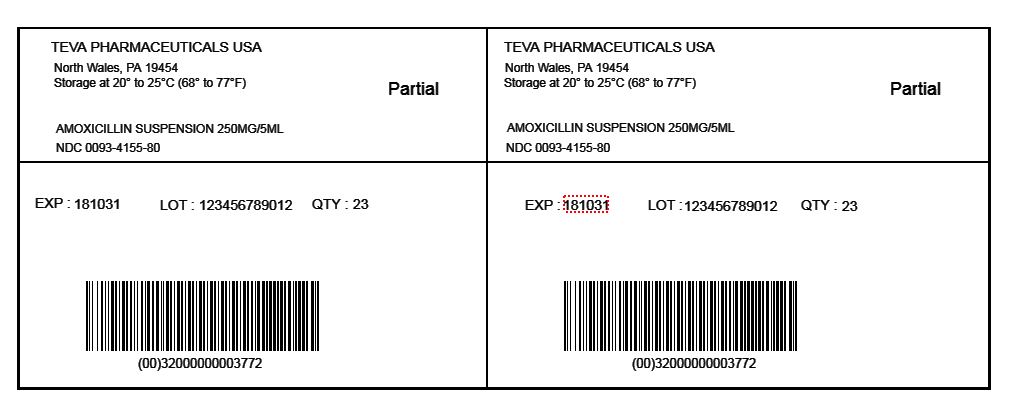 TEVA PHARMACEUTICALS USA
North Wales, PA 19454
Storage at 20° to 25°C (68° to 77°F)
Partial
AMOXICILLIN SUSPENSION 250MG/5ML
NDC 0093-4155-80
EXP : 181031 LOT : 123456789012 QTY : 23
(00)32000000003772
TEVA PHARMACEUTICALS USA
North Wales, PA 19454
Storage at 20° to 25°C (68° to 77°F)
Partial
AMOXICILLIN SUSPENSION 250MG/5ML
NDC 0093-4155-80
EXP : 181031 LOT : 123456789012 QTY : 23
(00)32000000003772